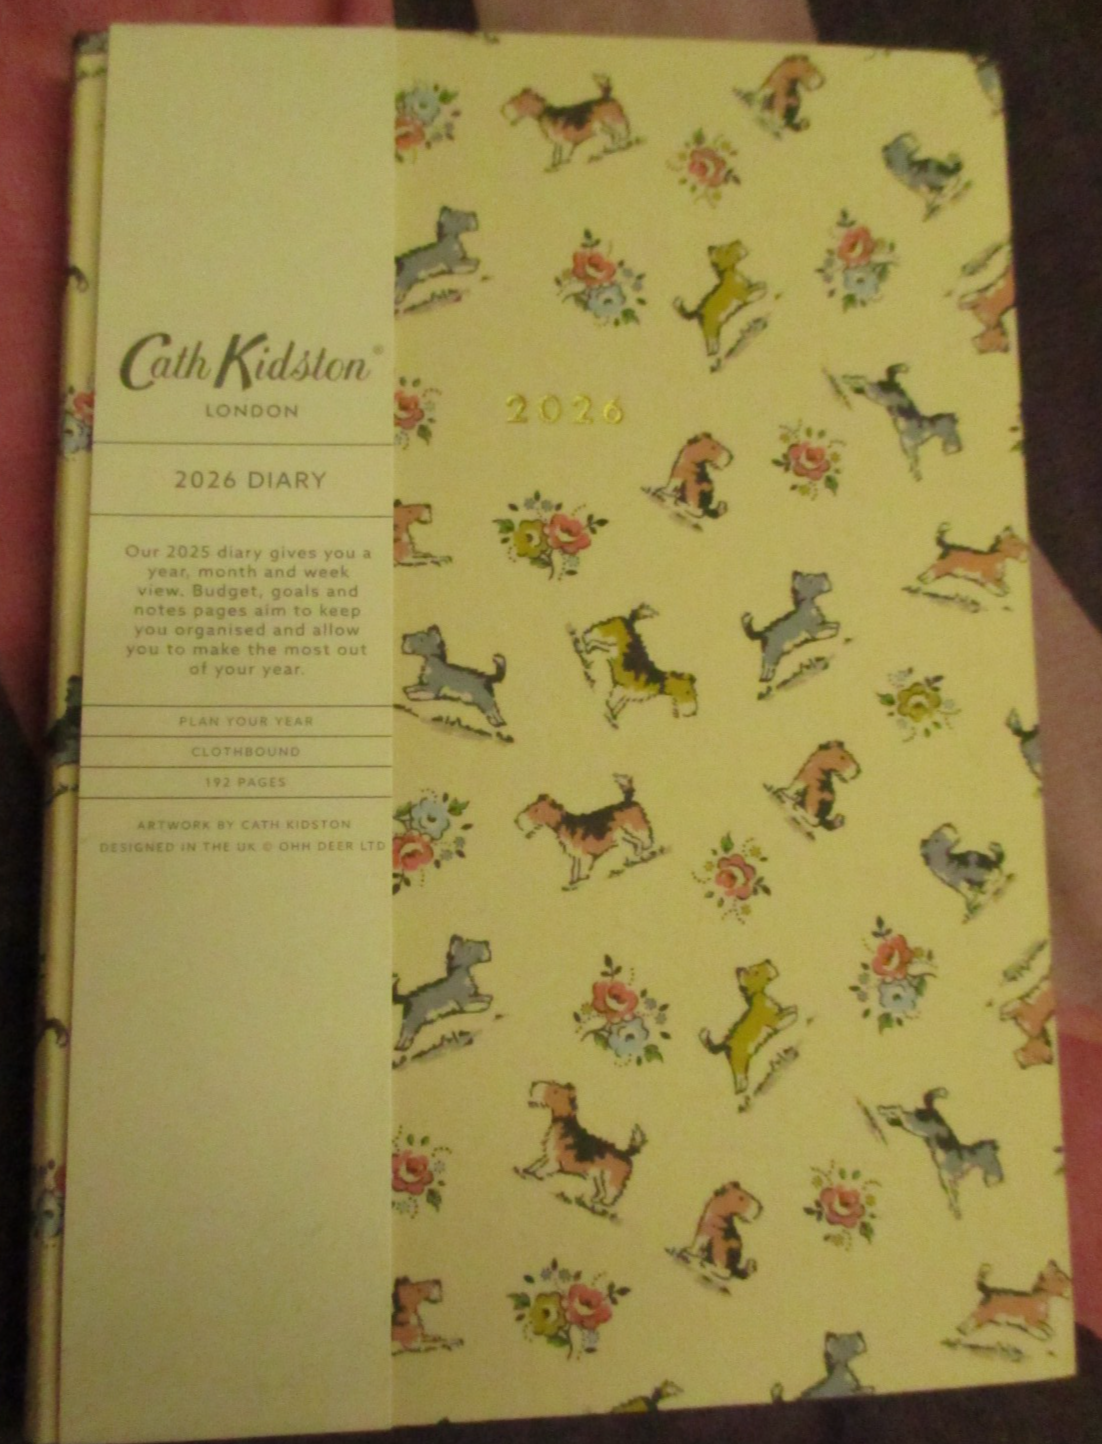 Cath Kidston®
LONDON
2026 DIARY
Our 2025 diary gives you a
year, month and week
view. Budget, goals and
notes pages aim to keep
you organised and allow
you to make the most out
of your year.
PLAN YOUR YEAR
CLOTHBOUND
192 PAGES
ARTWORK BY CATH KIDSTON
DESIGNED IN THE UK © OHH DEER LTD
2026